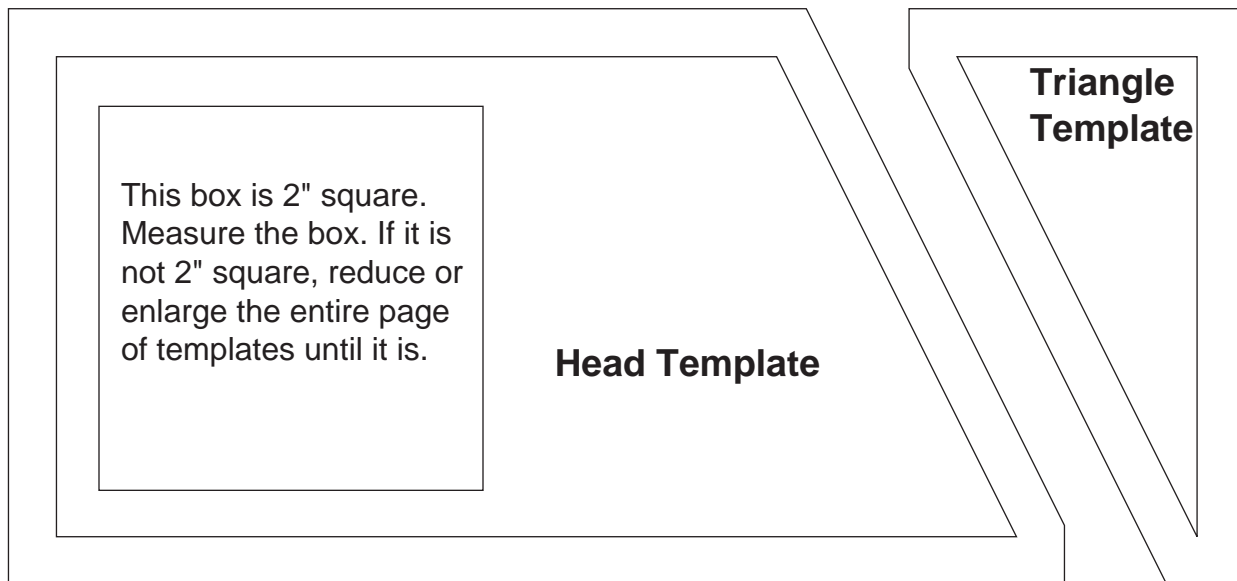 This box is 2" square.
Measure the box. If it is
not 2" square, reduce or
enlarge the entire page
of templates until it is.
Head Template
Triangle
Template